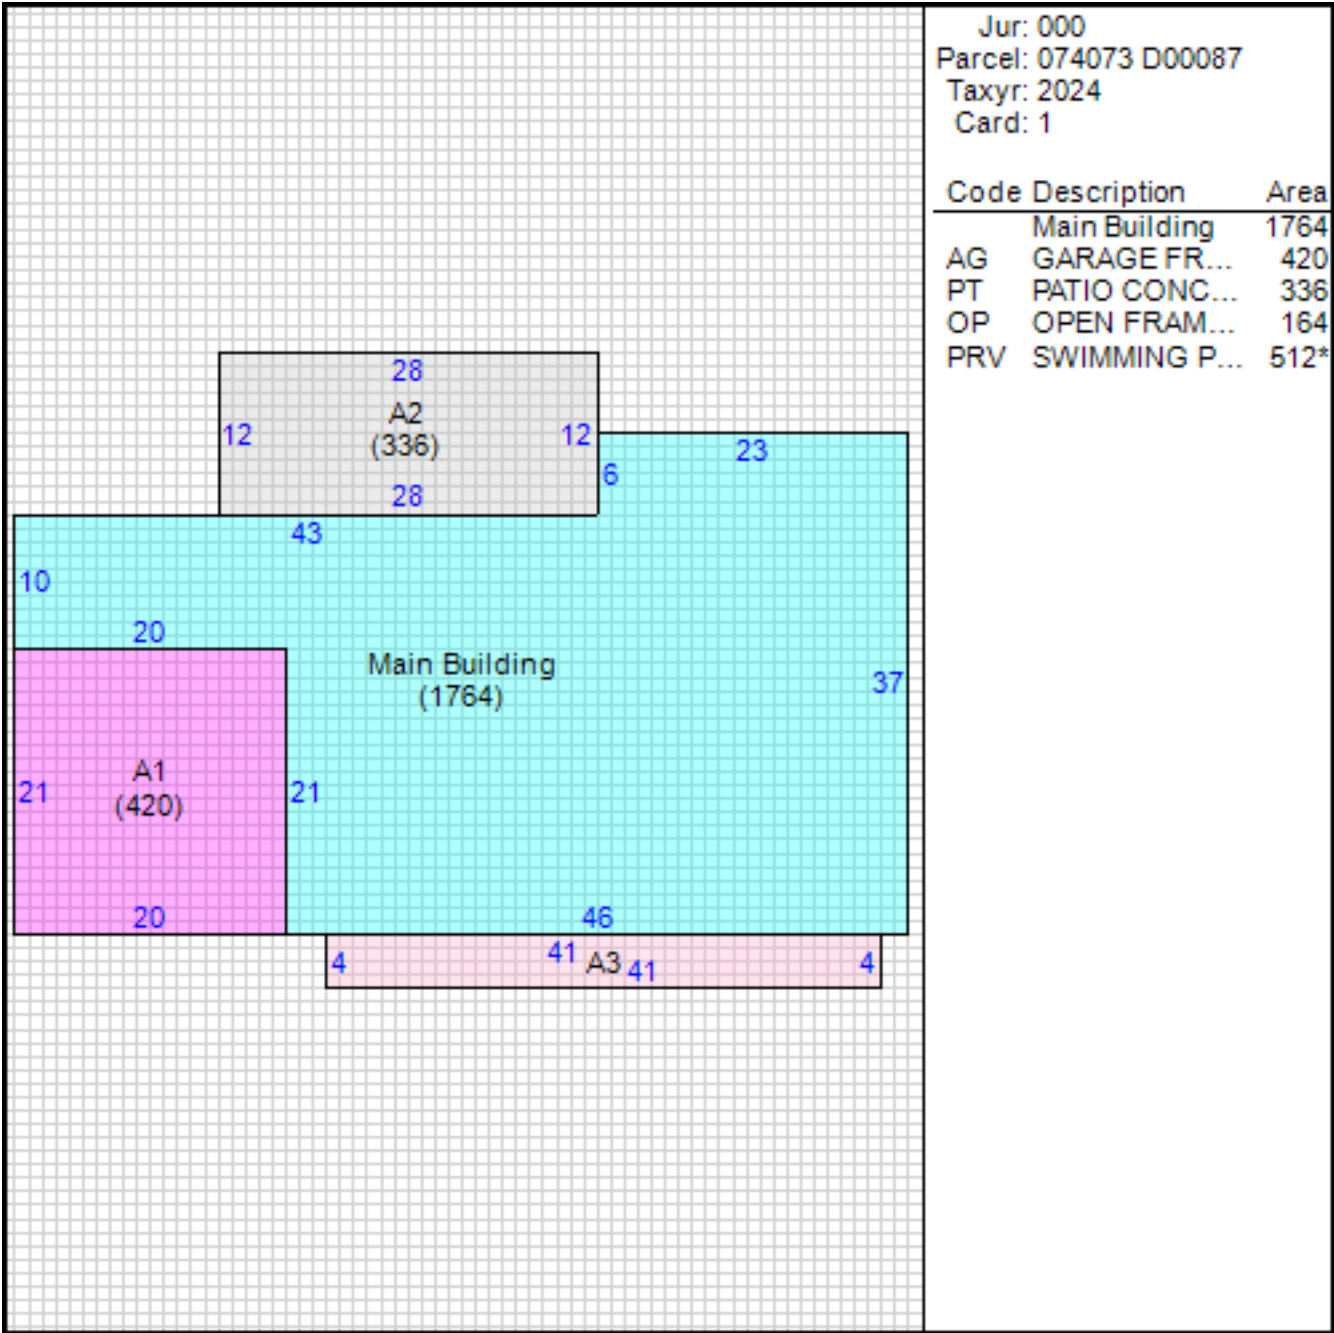 Jur: 000
Parcel: 074073 D00087
Taxyr: 2024
Card: 1
Code Description Area
Main Building 1764
AG GARAGE FR... 420
PT PATIO CONC... 336
OP OPEN FRAM... 164
PRV SWIMMING P... 512*
28
A2
12 (336) 12
28
23
6
43
10
20
Main Building
(1764)
37
A1
21 (420) 21
20
46
4 41 A3 41 4